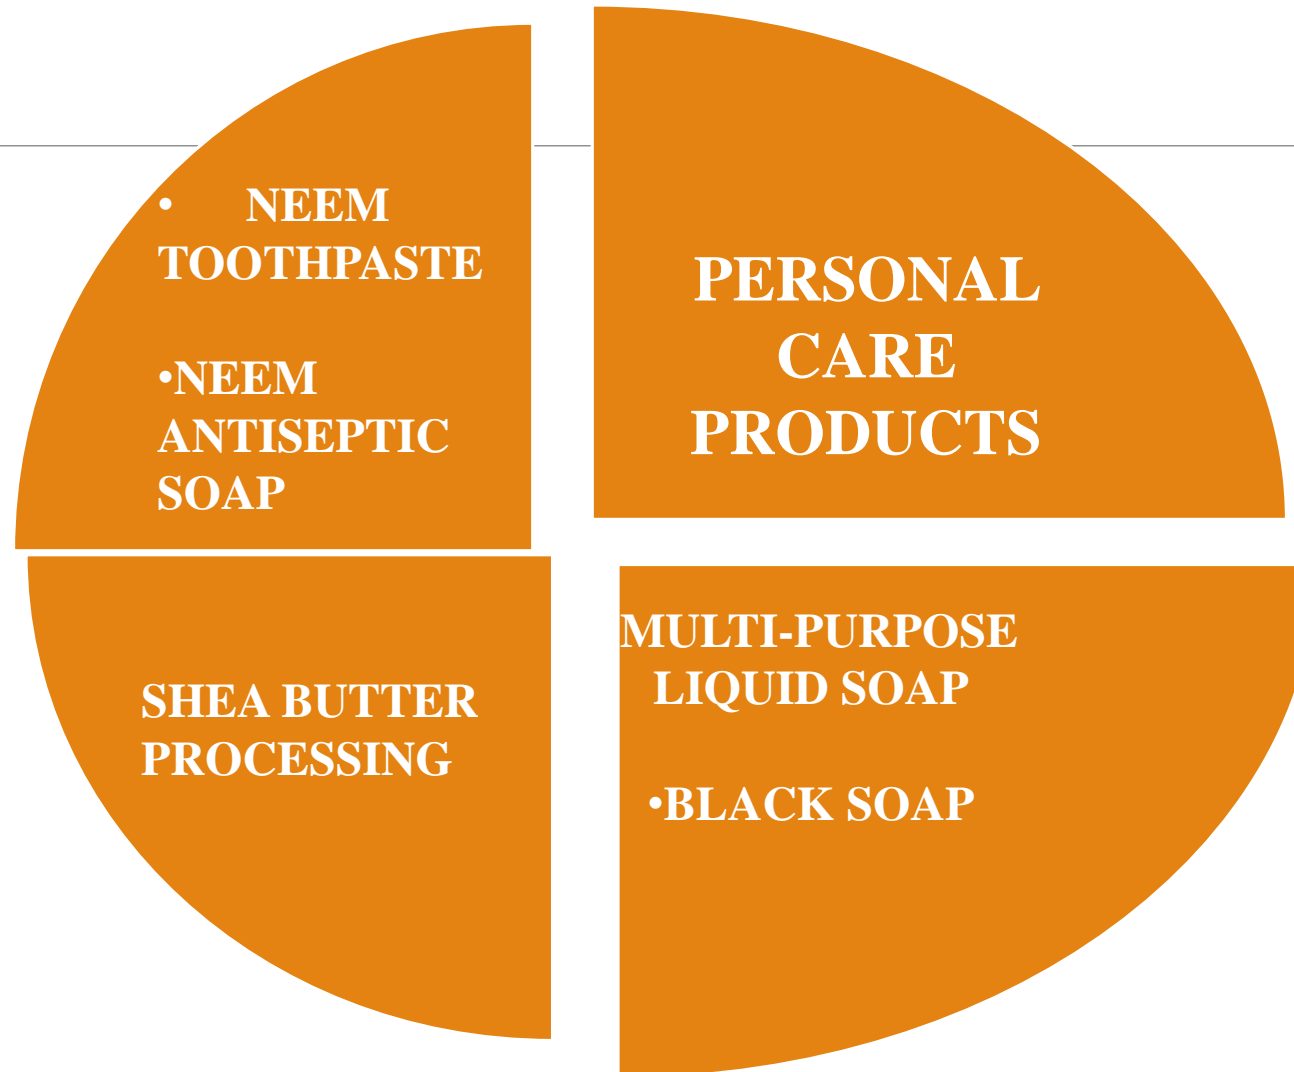 • NEEM
TOOTHPASTE
•NEEM
ANTISEPTIC
SOAP
PERSONAL
CARE
PRODUCTS
SHEA BUTTER
PROCESSING
MULTI-PURPOSE
LIQUID SOAP
•BLACK SOAP